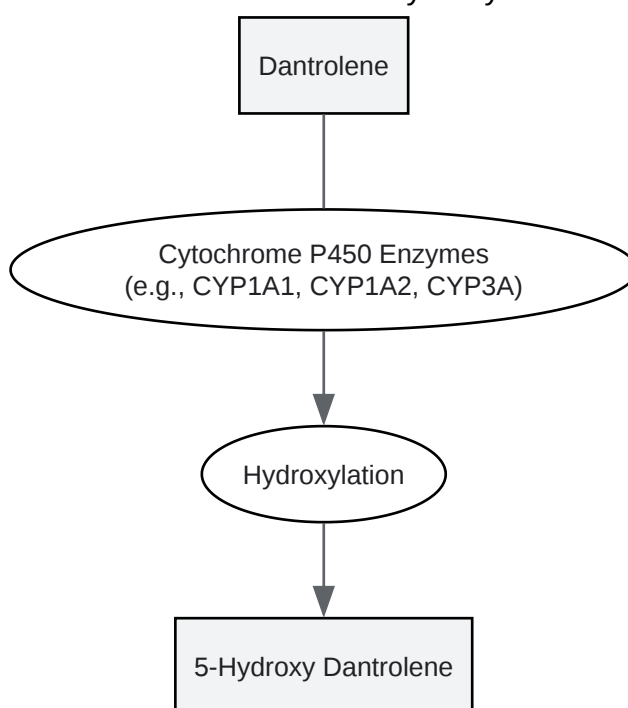 Dantrolene
Cytochrome P450 Enzymes
(e.g., CYP1A1, CYP1A2, CYP3A)
Hydroxylation
5-Hydroxy Dantrolene